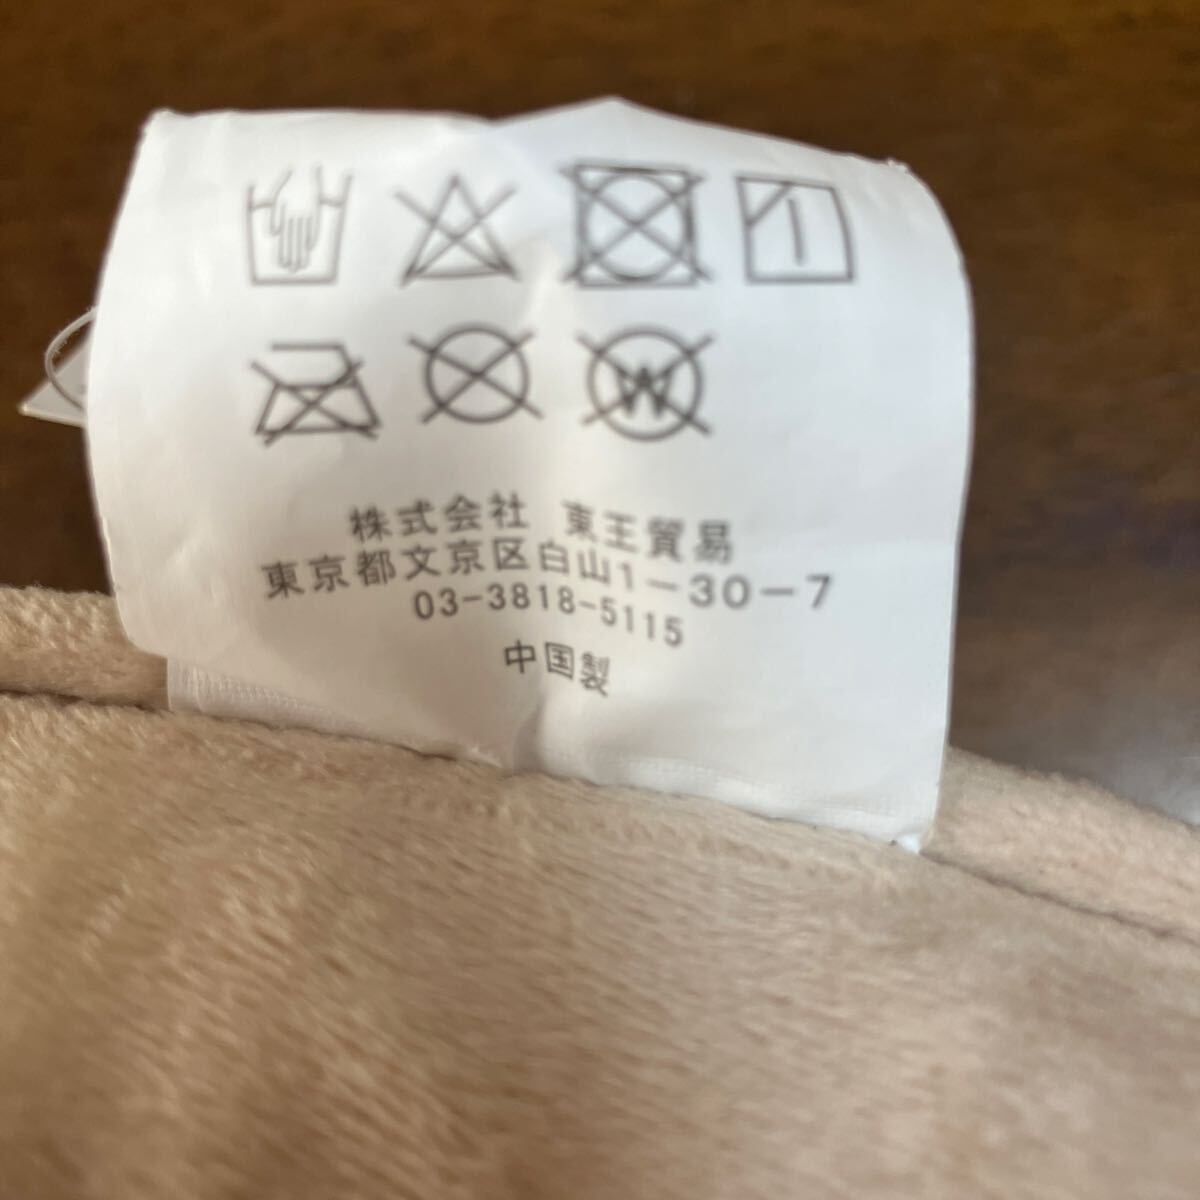 W
株式会社 東王貿易
東京都文京区白山1-30-7
03-3818-5115
中国製